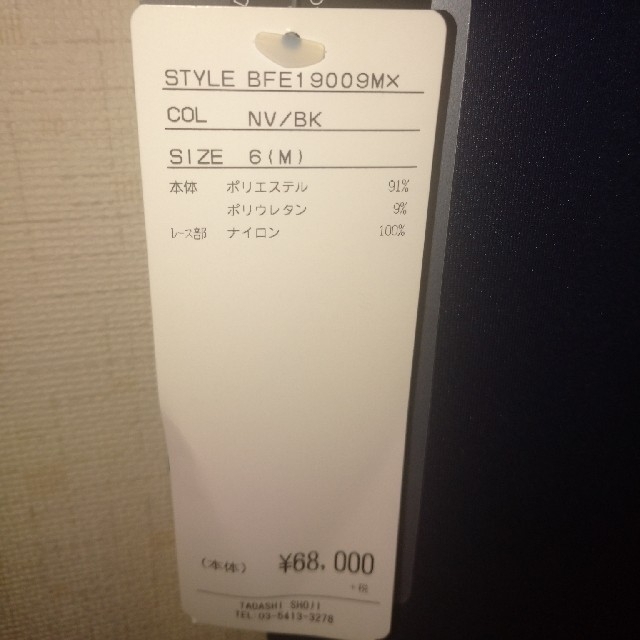 STYLE BFE19009MX
COL NV/BK
SIZE 6(M)
本体 ポリエステル 91%
ポリウレタン 9%
レース部 ナイロン 100%
(本体) ¥68,000
+税
TADASHI SHOJI
TEL 03-5413-3278